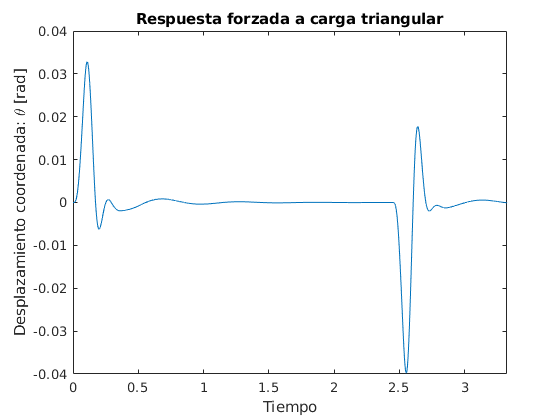 Respuesta forzada a carga triangular
Desplazamiento coordenada: θ [rad]
0.04
0.03
0.02
0.01
0
-0.01
-0.02
-0.03
-0.04
0 0.5 1 1.5 2 2.5 3
Tiempo